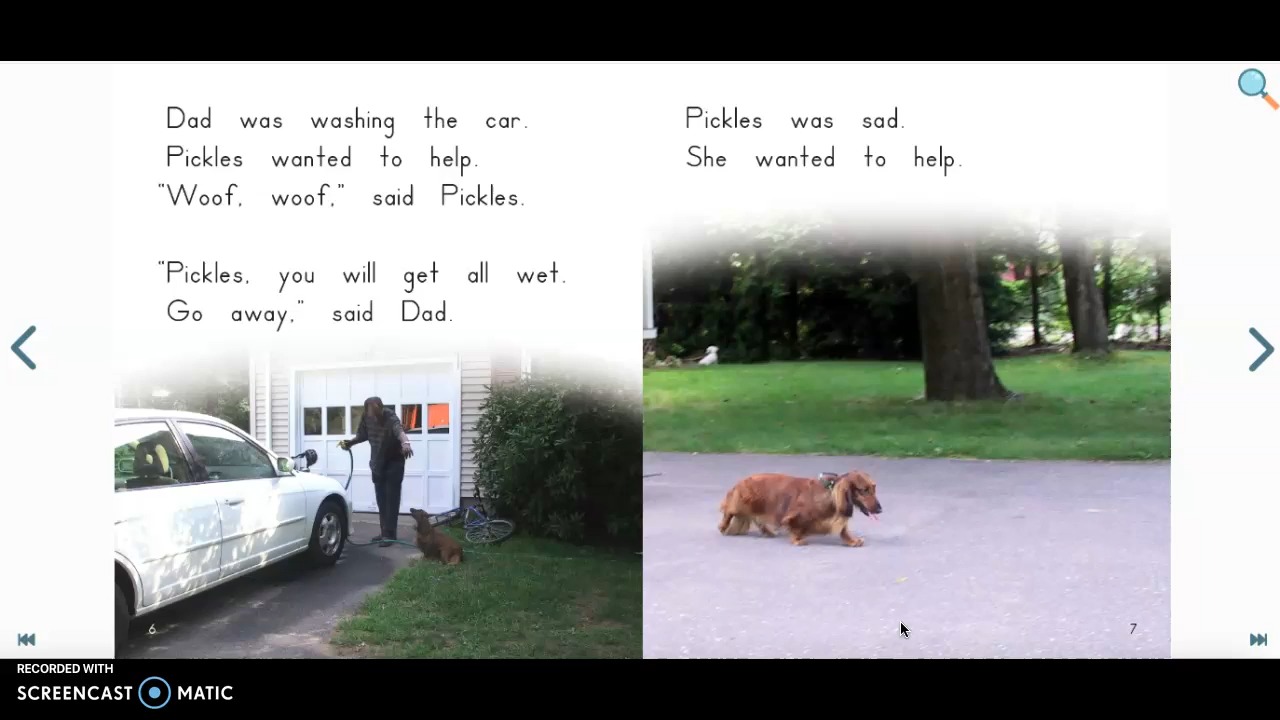 Dad was washing the car.
Pickles wanted to help.
"Woof, woof," said Pickles.
"Pickles, you will get all wet.
Go away," said Dad.
6
Pickles was sad.
She wanted to help.
7
RECORDED WITH
SCREENCAST MATIC